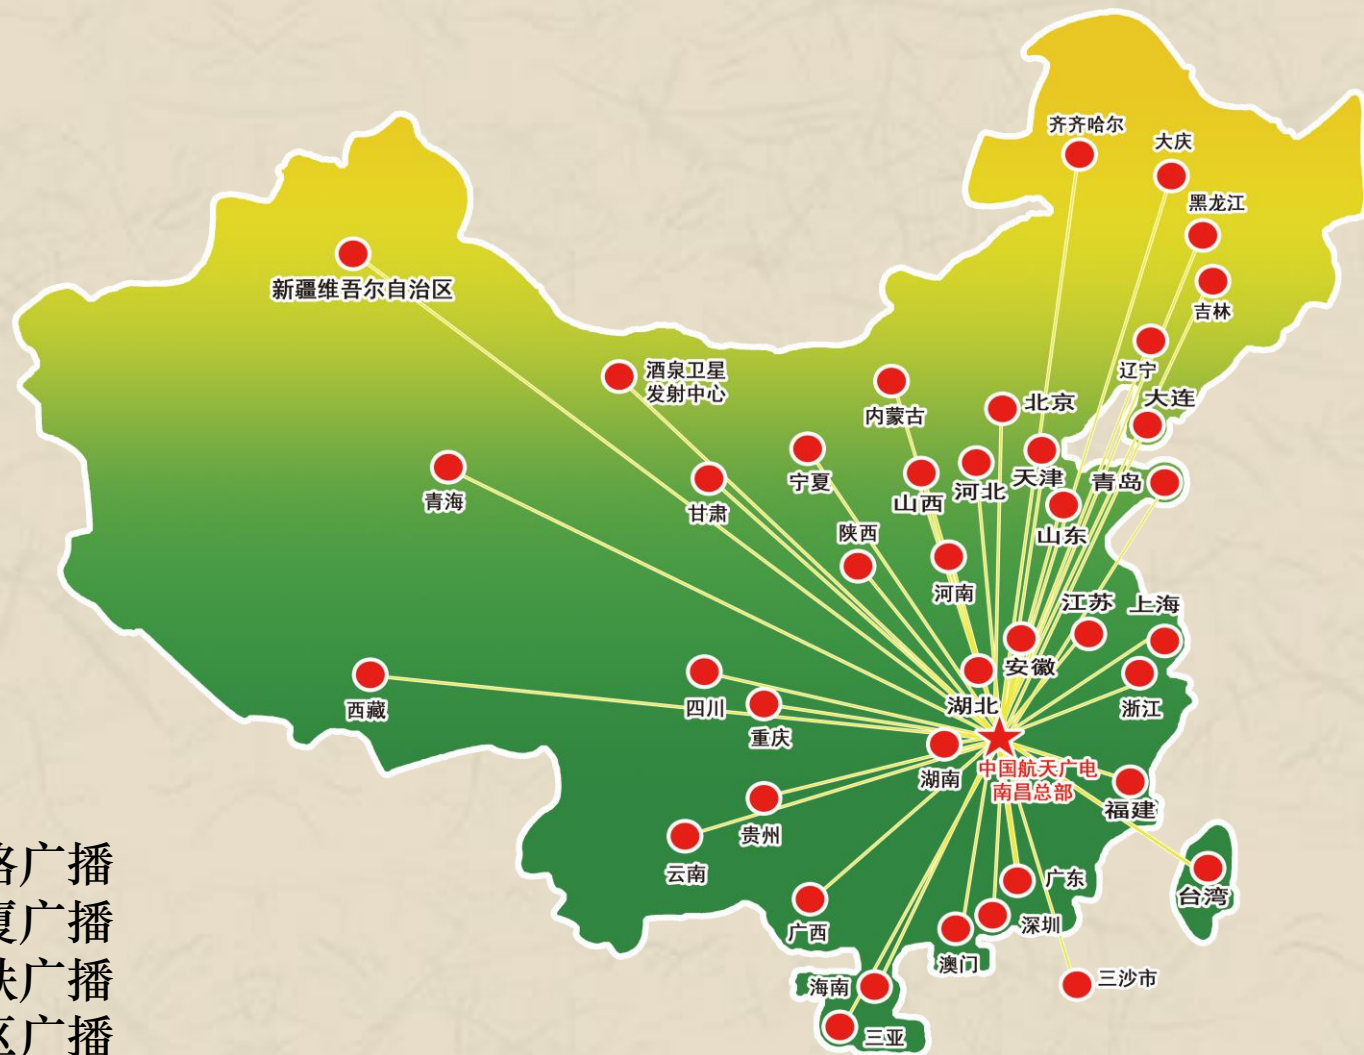 齐齐哈尔
大庆
黑龙江
新疆维吾尔自治区
吉林
辽宁
酒泉卫星
发射中心
内蒙古
北京
大连
宁夏
山西
河北
天津
青岛
青海
甘肃
陕西
山东
河南
江苏
上海
安徽
西藏
四川
湖北
浙江
重庆
湖南
中国航天广电
南昌总部
福建
贵州
云南
广东
台湾
广西
深圳
澳门
海南
三沙市
三亚
广播
广播
广播
区广播